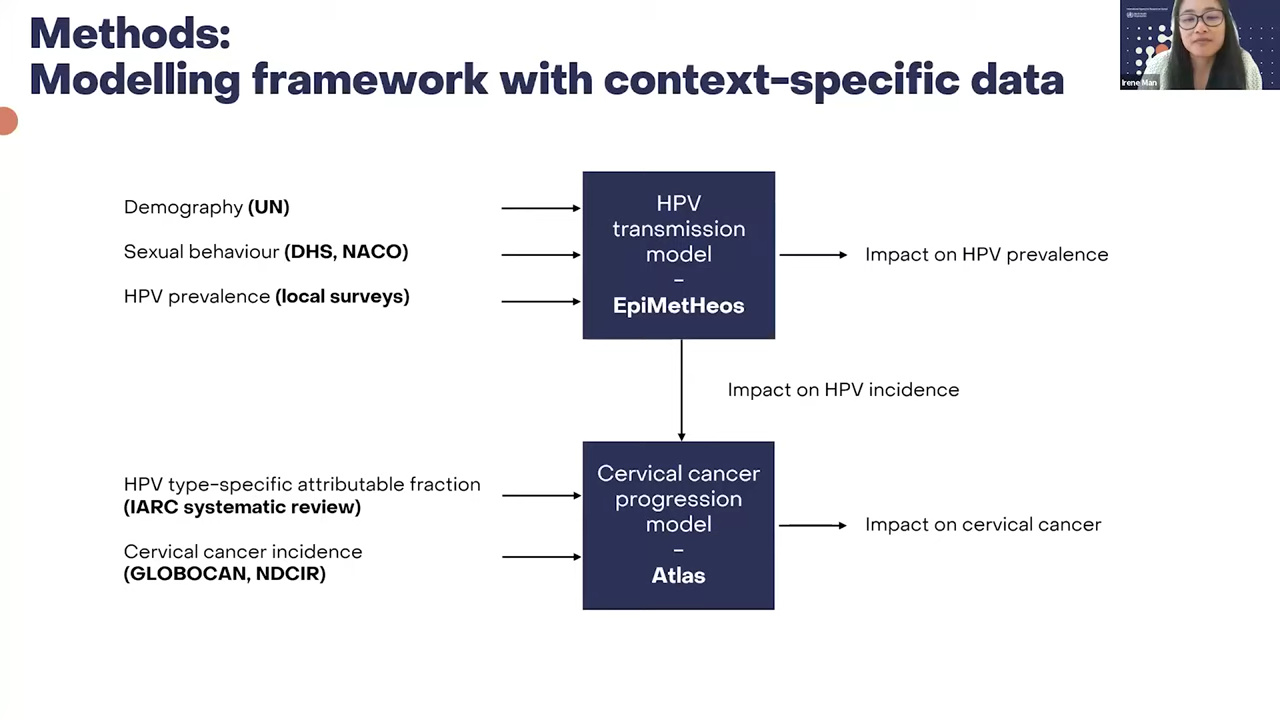 Methods:
Modelling framework with context-specific data
Irene Man
Demography (UN)
Sexual behaviour (DHS, NACO)
HPV prevalence (local surveys)
HPV
transmission
model
–
EpiMetHeos
Impact on HPV prevalence
Impact on HPV incidence
HPV type-specific attributable fraction
(IARC systematic review)
Cervical cancer incidence
(GLOBOCAN, NDCIR)
Cervical cancer
progression
model
–
Atlas
Impact on cervical cancer